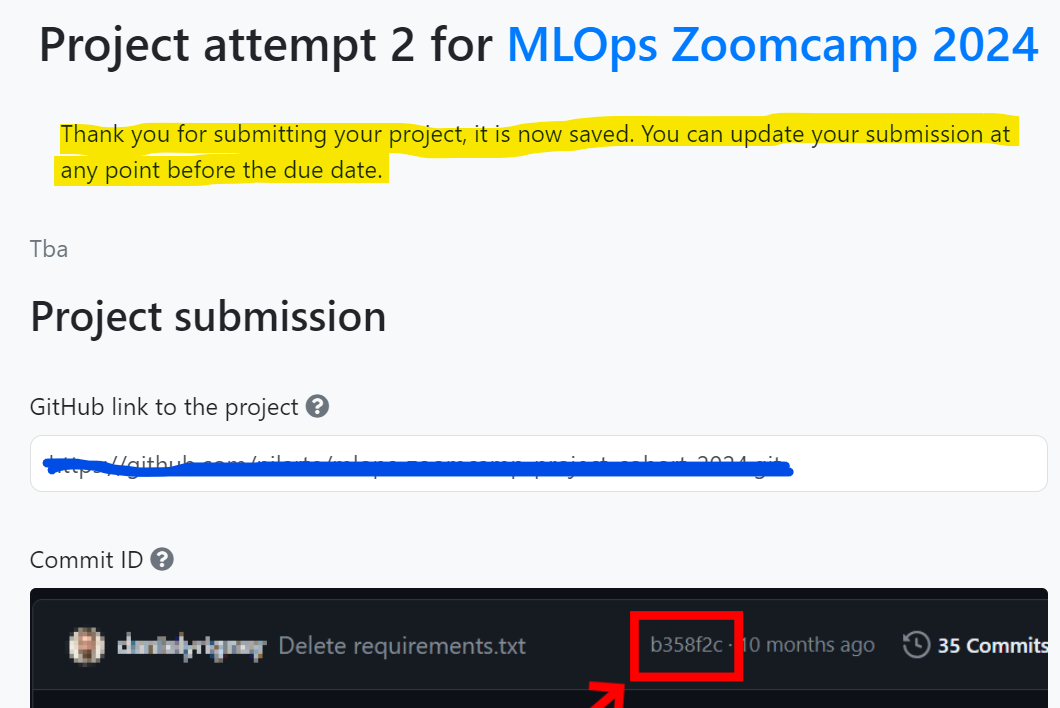 Project attempt 2 for MLOps Zoomcamp 2024
Thank you for submitting your project, it is now saved. You can update your submission at
any point before the due date.
Tba
Project submission
GitHub link to the project
Commit ID
Delete requirements.txt b358f2c · 10 months ago 35 Commits